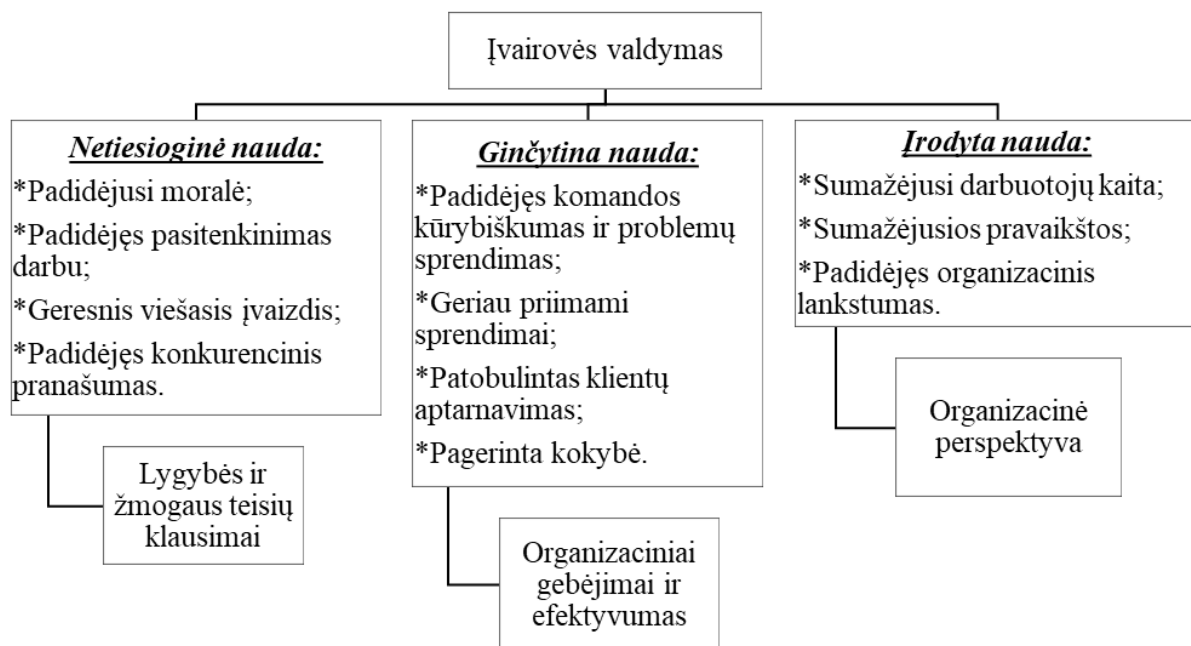 Įvairovės valdymas
Netiesioginė nauda:
*Padidėjusi moralė;
*Padidėjęs pasitenkinimas
darbu;
*Geresnis viešasis įvaizdis;
*Padidėjęs konkurencinis
pranašumas.
Lygybės ir
žmogaus teisių
klausimai
Ginčytina nauda:
*Padidėjęs komandos
kūrybiškumas ir problemų
sprendimas;
*Geriau priimami
sprendimai;
*Patobulintas klientų
aptarnavimas;
*Pagerinta kokybė.
Organizaciniai
gebėjimai ir
efektyvumas
Įrodyta nauda:
*Sumažėjusi darbuotojų kaita;
*Sumažėjusios pravaikštos;
*Padidėjęs organizacinis
lankstumas.
Organizacinė
perspektyva